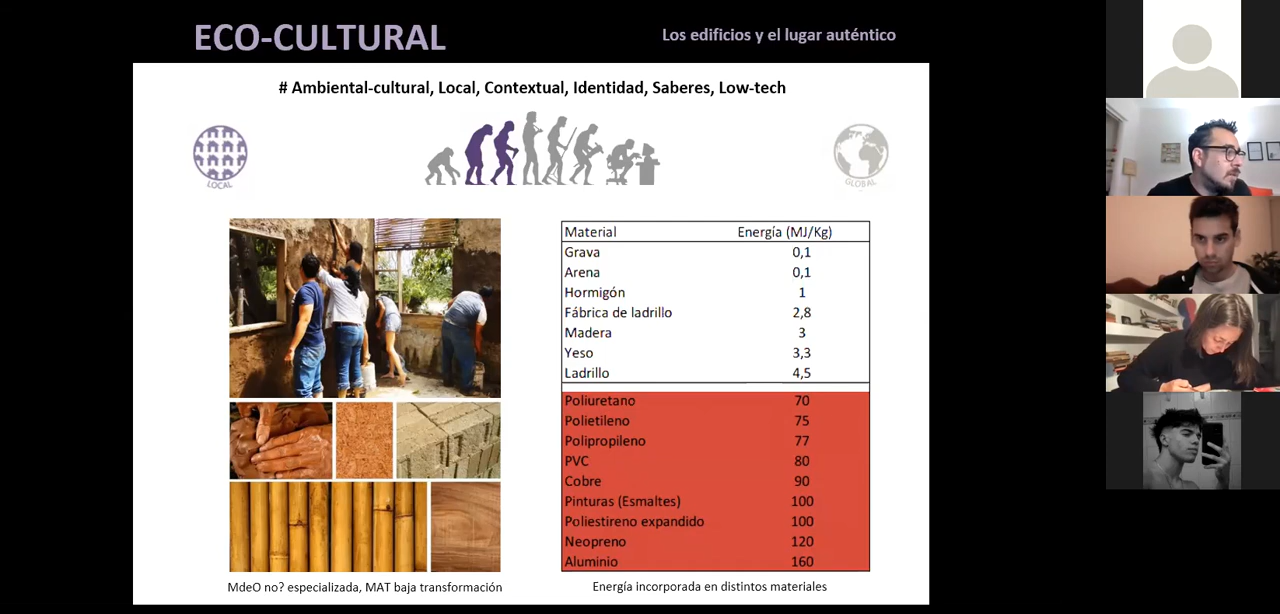 ECO-CULTURAL
Los edificios y el lugar auténtico
# Ambiental-cultural, Local, Contextual, Identidad, Saberes, Low-tech
LOCAL
GLOBAL
Material Energía (MJ/Kg)
Grava 0,1
Arena 0,1
Hormigón 1
Fábrica de ladrillo 2,8
Madera 3
Yeso 3,3
Ladrillo 4,5
Poliuretano 70
Polietileno 75
Polipropileno 77
PVC 80
Cobre 90
Pinturas (Esmaltes) 100
Poliestireno expandido 100
Neopreno 120
Aluminio 160
MdeO no? especializada, MAT baja transformación
Energía incorporada en distintos materiales